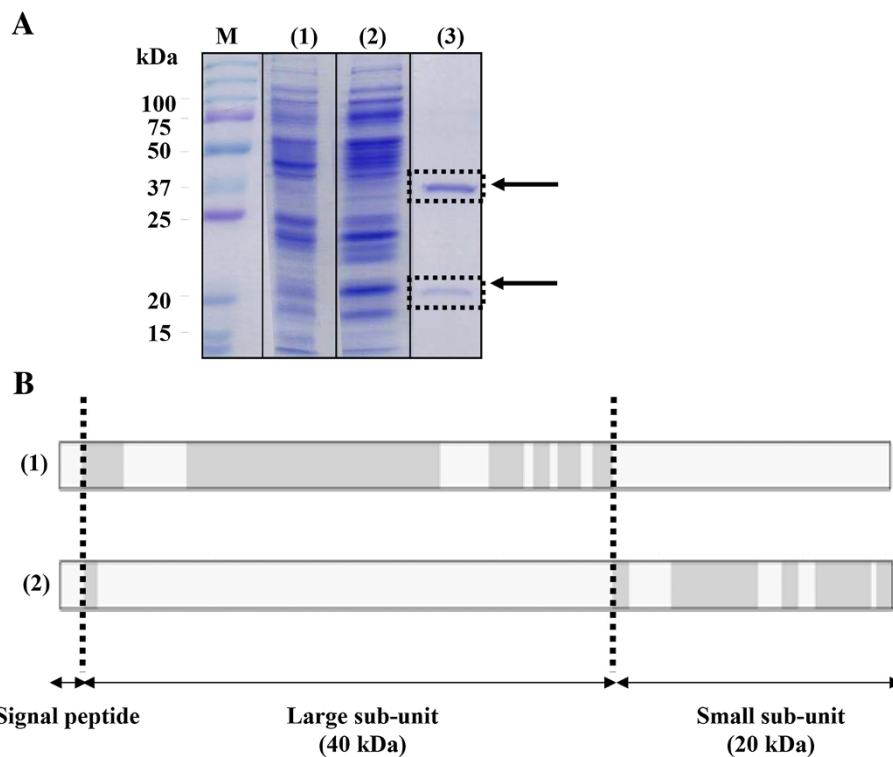 A
M (1) (2) (3)
kDa
100
75
50
37
25
20
15
B
(1)
(2)
Signal peptide Large sub-unit Small sub-unit
(40 kDa) (20 kDa)